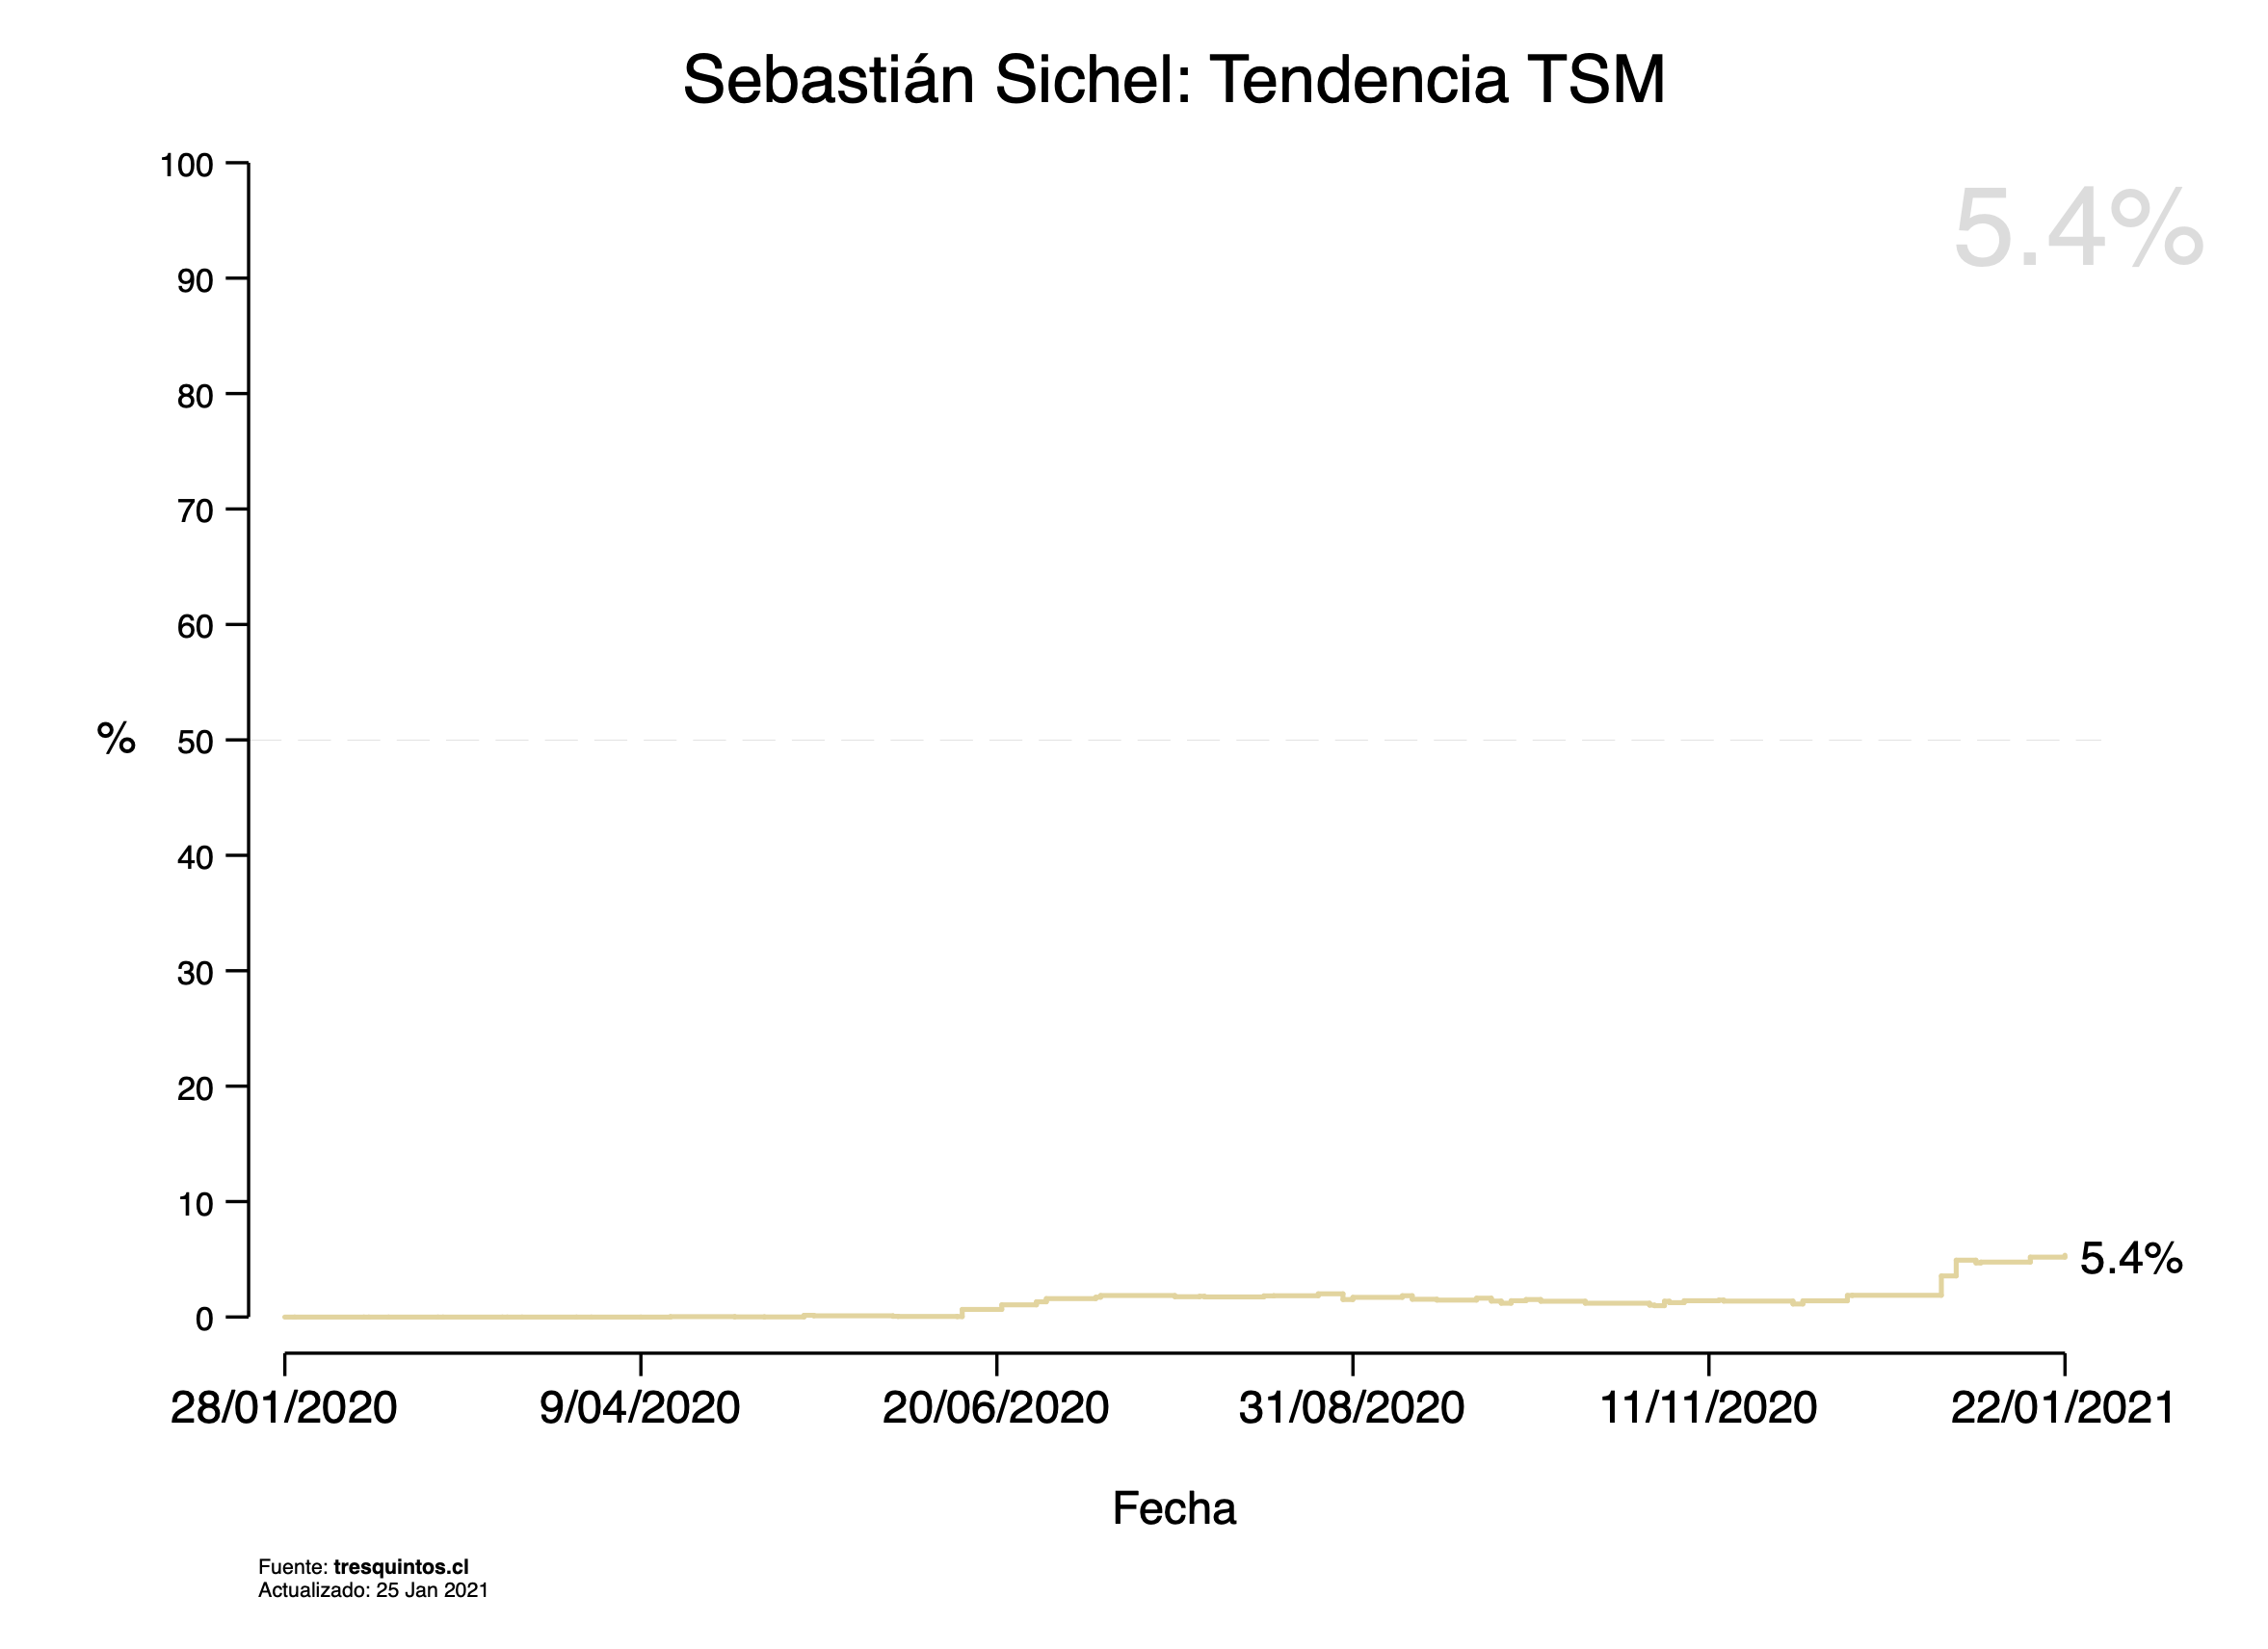 Sebastián Sichel: Tendencia TSM
5.4%
100
90
80
70
60
% 50
40
30
20
10
0
5.4%
28/01/2020 9/04/2020 20/06/2020 31/08/2020 11/11/2020 22/01/2021
Fecha
Fuente: tresquintos.cl
Actualizado: 25 Jan 2021